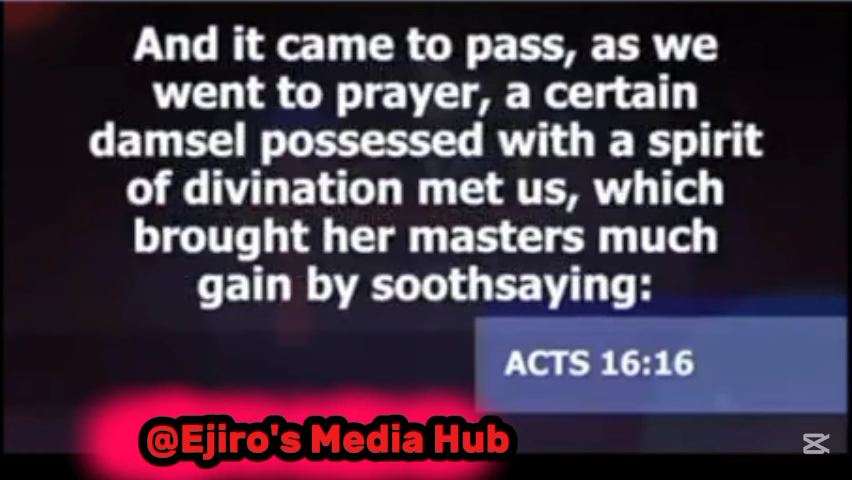 And it came to pass, as we
went to prayer, a certain
damsel possessed with a spirit
of divination met us, which
brought her masters much
gain by soothsaying:
ACTS 16:16
@Ejiro's Media Hub